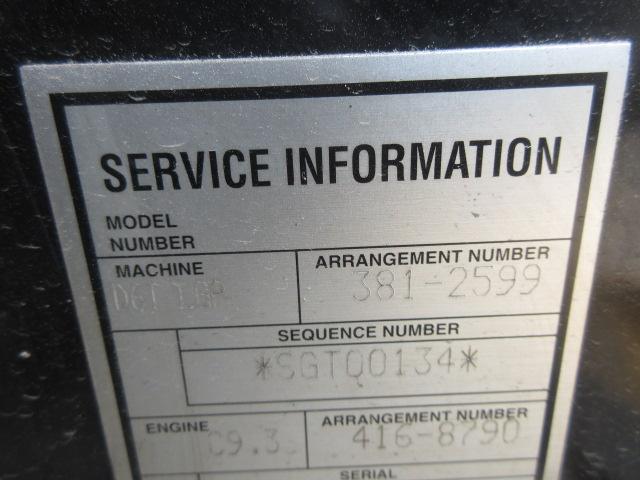 SERVICE INFORMATION
MODEL
NUMBER
MACHINE
ARRANGEMENT NUMBER
381-2599
SEQUENCE NUMBER
*SGTQ0134*
ENGINE
C9.3
ARRANGEMENT NUMBER
416-8790
SERIAL